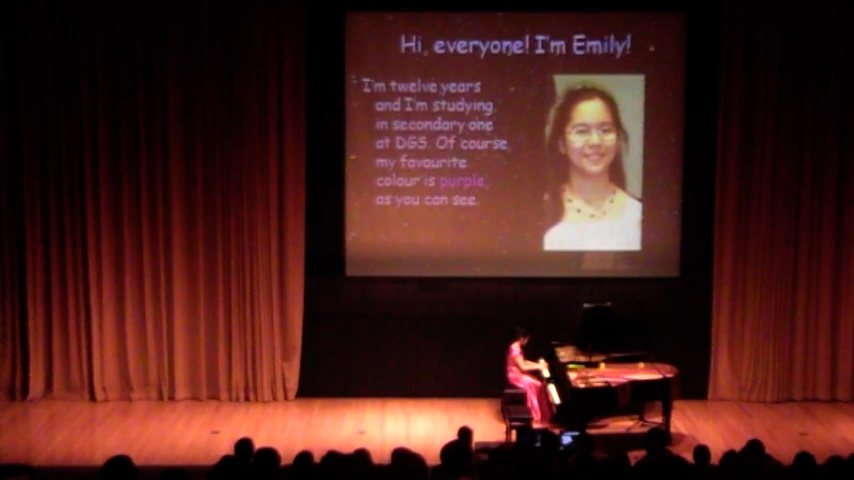 Hi, everyone! I'm Emily!
I'm twelve years
and I'm studying
in secondary one
at DGS. Of course,
my favourite
colour is purple,
as you can see.